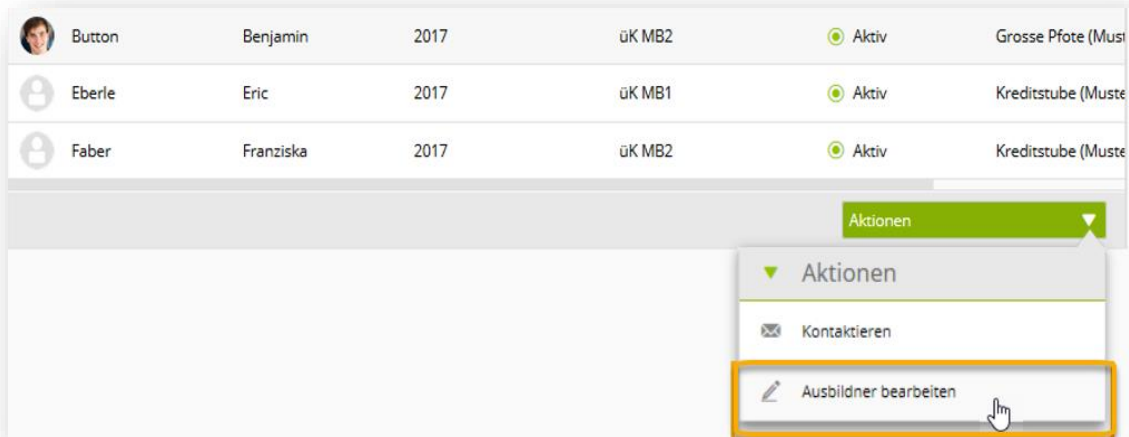 Button Benjamin 2017 üK MB2 Aktiv Grosse Pfote (Must
Eberle Eric 2017 üK MB1 Aktiv Kreditstube (Muste
Faber Franziska 2017 üK MB2 Aktiv Kreditstube (Muste
Aktionen
Aktionen
Kontaktieren
Ausbildner bearbeiten